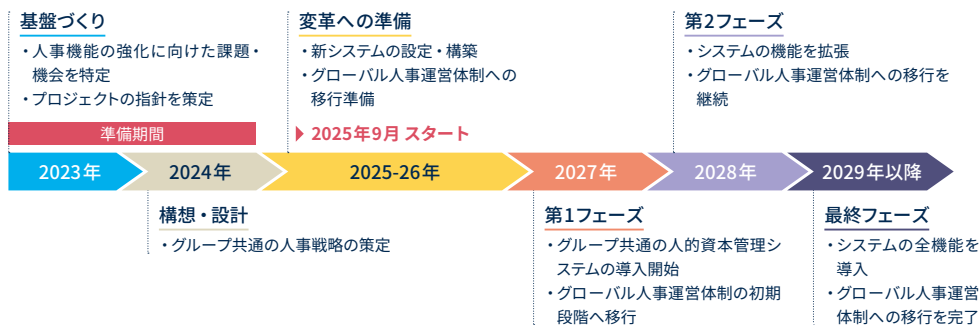 基盤づくり
・人事機能の強化に向けた課題・
機会を特定
・プロジェクトの指針を策定
変革への準備
・新システムの設定・構築
・グローバル人事運営体制への
移行準備
第2フェーズ
・システムの機能を拡張
・グローバル人事運営体制への移行を
継続
準備期間
2025年9月 スタート
2023年
2024年
2025-26年
2027年
2028年
2029年以降
構想・設計
・グループ共通の人事戦略の策定
第1フェーズ
・グループ共通の人的資本管理シ
ステムの導入開始
・グローバル人事運営体制の初期
段階へ移行
最終フェーズ
・システムの全機能を
導入
・グローバル人事運営
体制への移行を完了